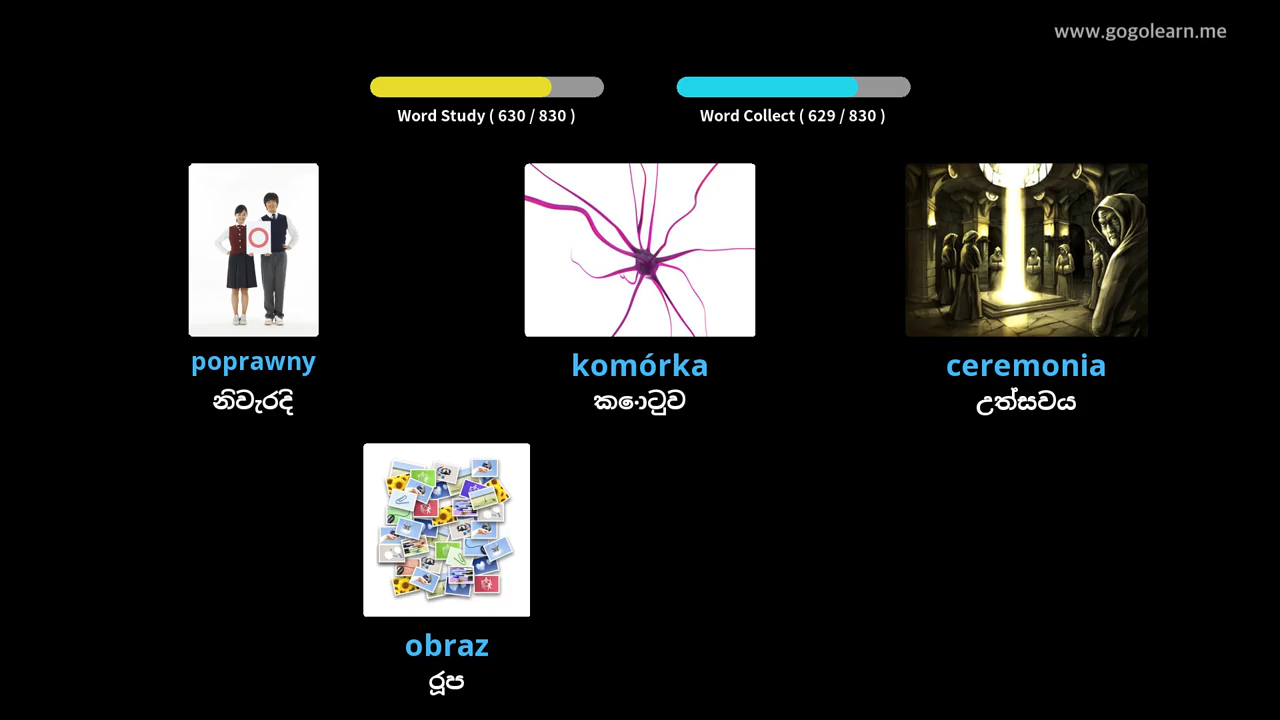 www.gogolearn.me
Word Study ( 630 / 830 )
Word Collect ( 629 / 830 )
poprawny
නිවැරදි
komórka
කොටුව
ceremonia
උත්සවය
obraz
රූප